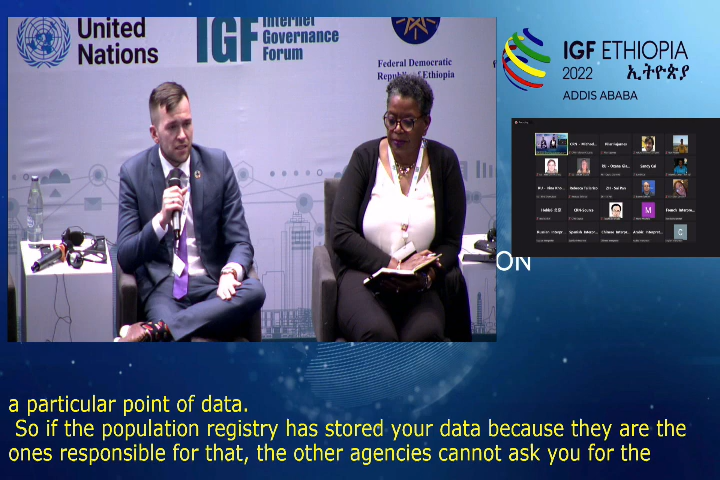 United
Nations
IGF
Internet
Governance
Forum
Federal Democratic
Republic of Ethiopia
IGF ETHIOPIA
2022 ኢትዮጵያ
ADDIS ABABA
ON
a particular point of data.
So if the population registry has stored your data because they are the
ones responsible for that, the other agencies cannot ask you for the